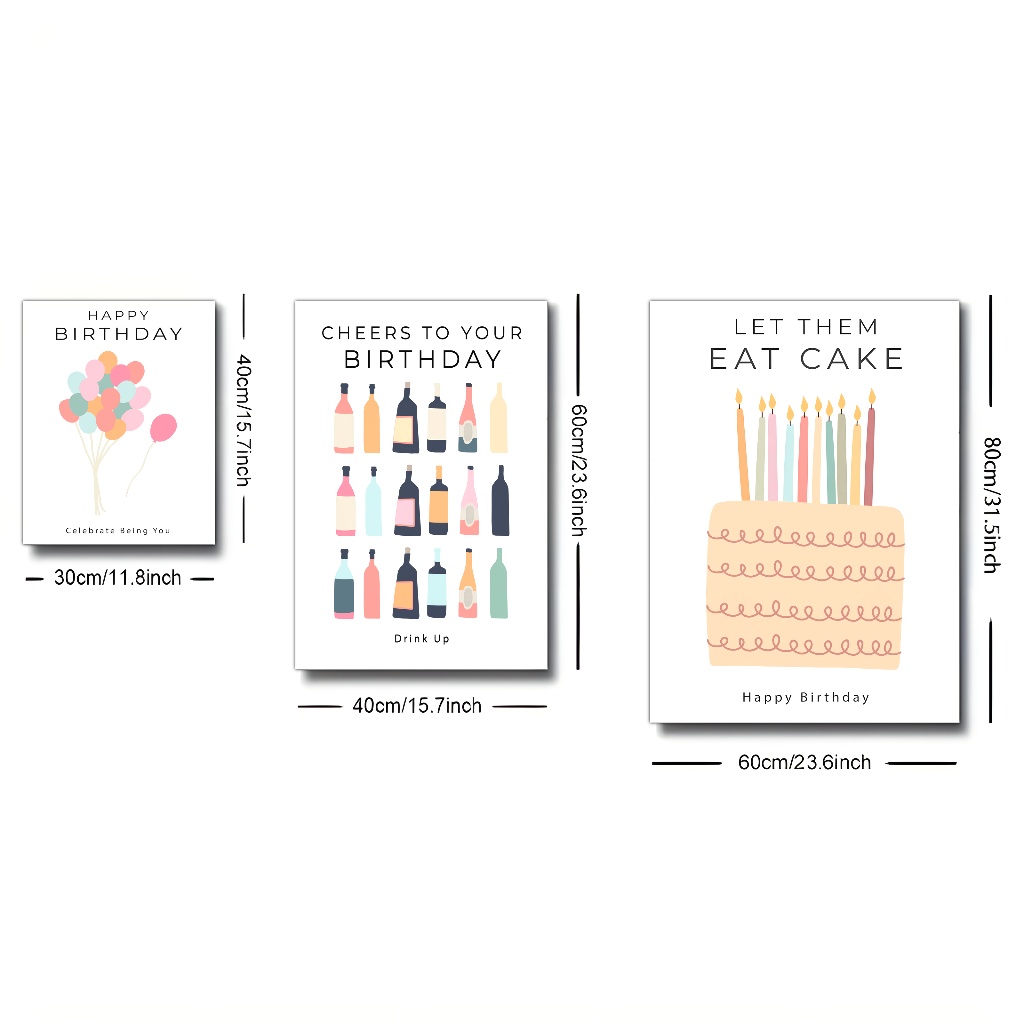 HAPPY
BIRTHDAY
Celebrate Being You
40cm/15.7inch
30cm/11.8inch
CHEERS TO YOUR
BIRTHDAY
Drink Up
60cm/23.6inch
40cm/15.7inch
LET THEM
EAT CAKE
Happy Birthday
80cm/31.5inch
60cm/23.6inch